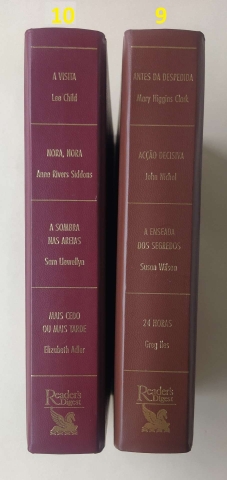 10
A VISITA
Lee Child
NORA, NORA
Anne Rivers Siddons
A SOMBRA
NAS AREIAS
Sam Llewellyn
MAIS CEDO
OU MAIS TARDE
Elizabeth Adler
Reader's
Digest
9
ANTES DA DESPEDIDA
Mary Higgins Clark
ACÇÃO DECISIVA
John Nichol
A ENSEADA
DOS SEGREDOS
Susan Wilson
24 HORAS
Greg Iles
Reader's
Digest